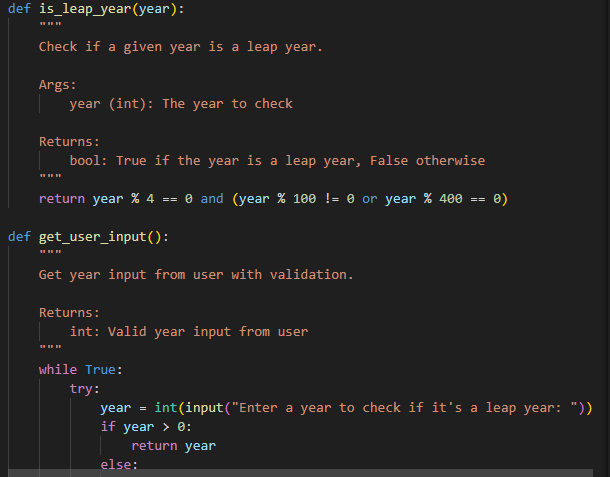 def is_leap_year(year):
    """
    Check if a given year is a leap year.

    Args:
        year (int): The year to check

    Returns:
        bool: True if the year is a leap year, False otherwise
    """
    return year % 4 == 0 and (year % 100 != 0 or year % 400 == 0)

def get_user_input():
    """
    Get year input from user with validation.

    Returns:
        int: Valid year input from user
    """
    while True:
        try:
            year = int(input("Enter a year to check if it's a leap year: "))
            if year > 0:
                return year
            else: